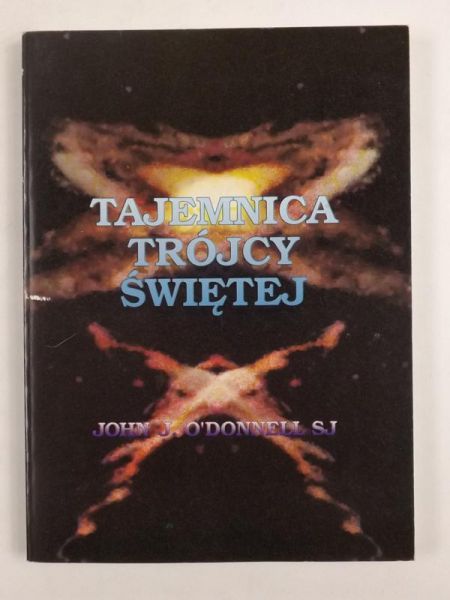 TAJEMNICA
TRÓJCY
ŚWIĘTEJ
JOHN J. O'DONNELL SJ